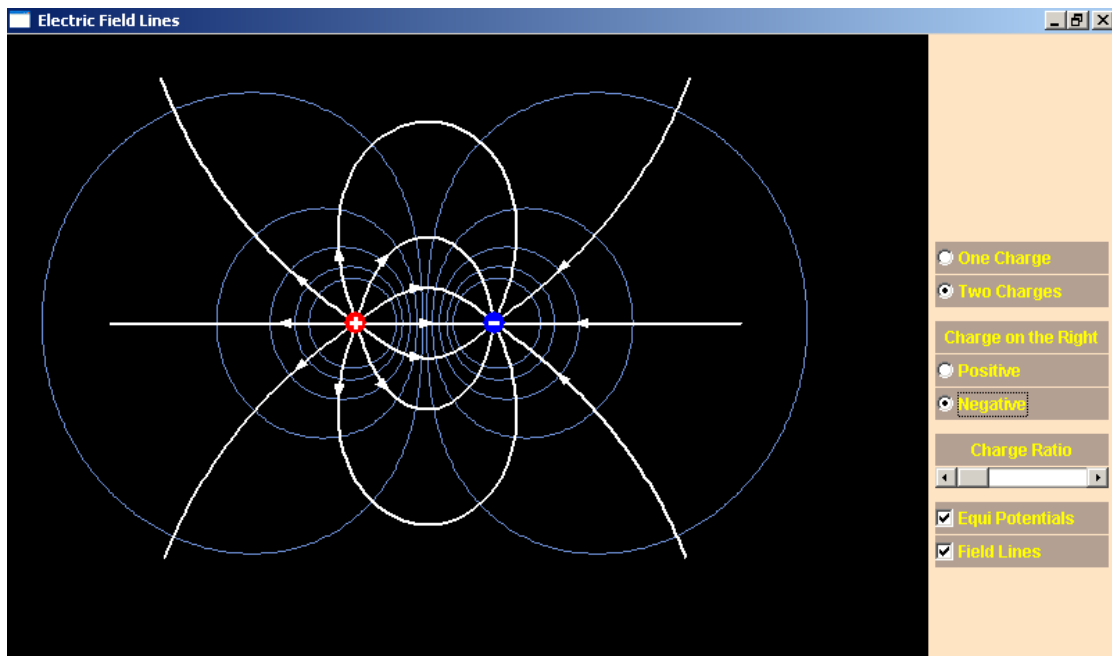 Electric Field Lines
+
-
One Charge
Two Charges
Charge on the Right
Positive
Negative
Charge Ratio
Equi Potentials
Field Lines